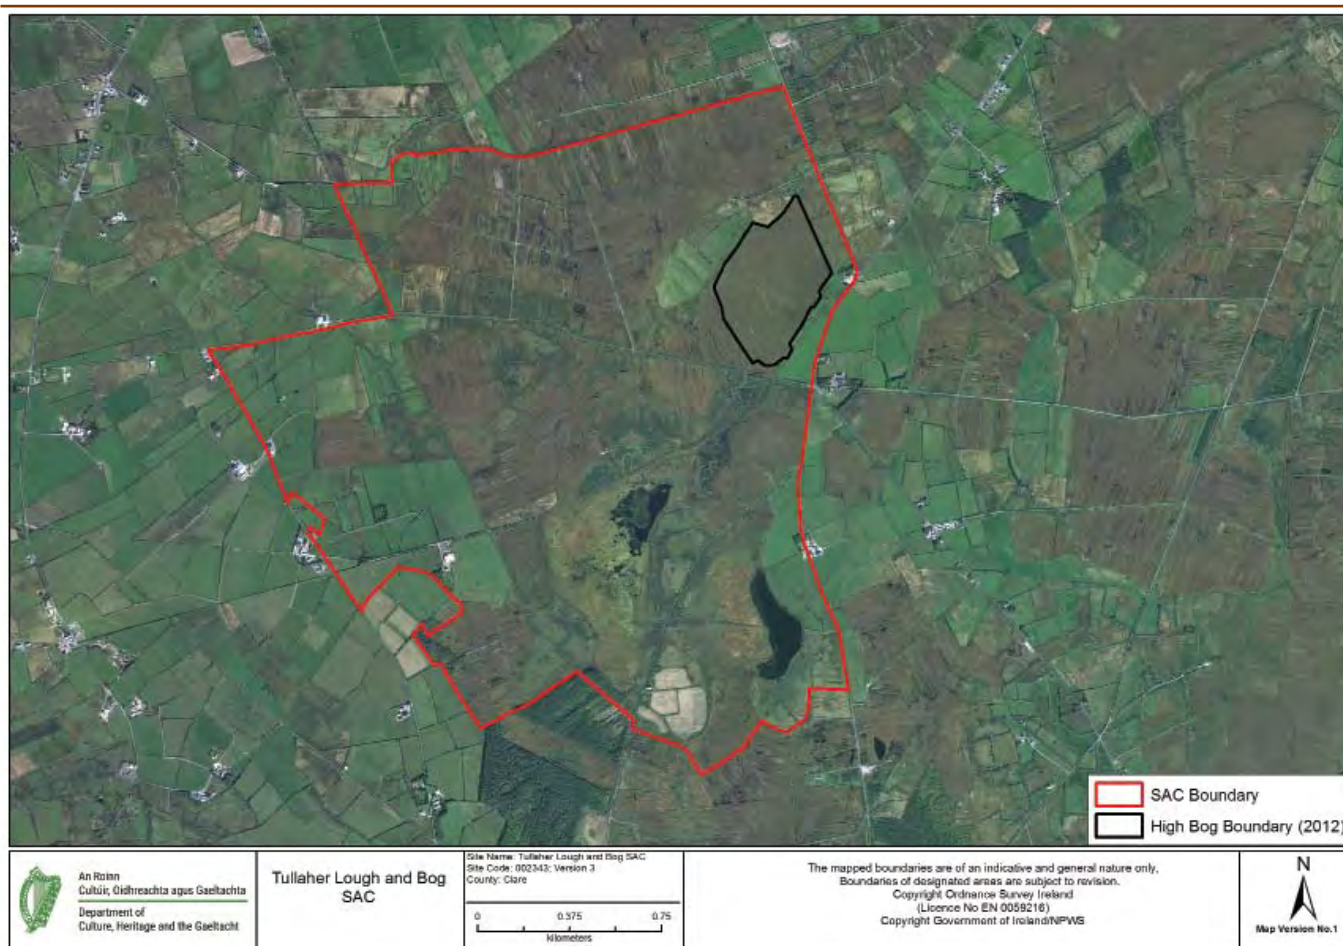 SAC Boundary
High Bog Boundary (2012)
An Roinn
Cultúir, Oidhreachta agus Gaeltachta
Department of
Culture, Heritage and the Gaeltacht
Tullaher Lough and Bog
SAC
Site Name: Tullaher Lough and Bog SAC
Site Code: 002343; Version 3
County: Clare
0 0.375 0.75
kilometers
The mapped boundaries are of an indicative and general nature only,
Boundaries of designated areas are subject to revision.
Copyright Ordnance Survey Ireland
(Licence No EN 0059216)
Copyright Government of Ireland/NPWS
N
Map Version No.1